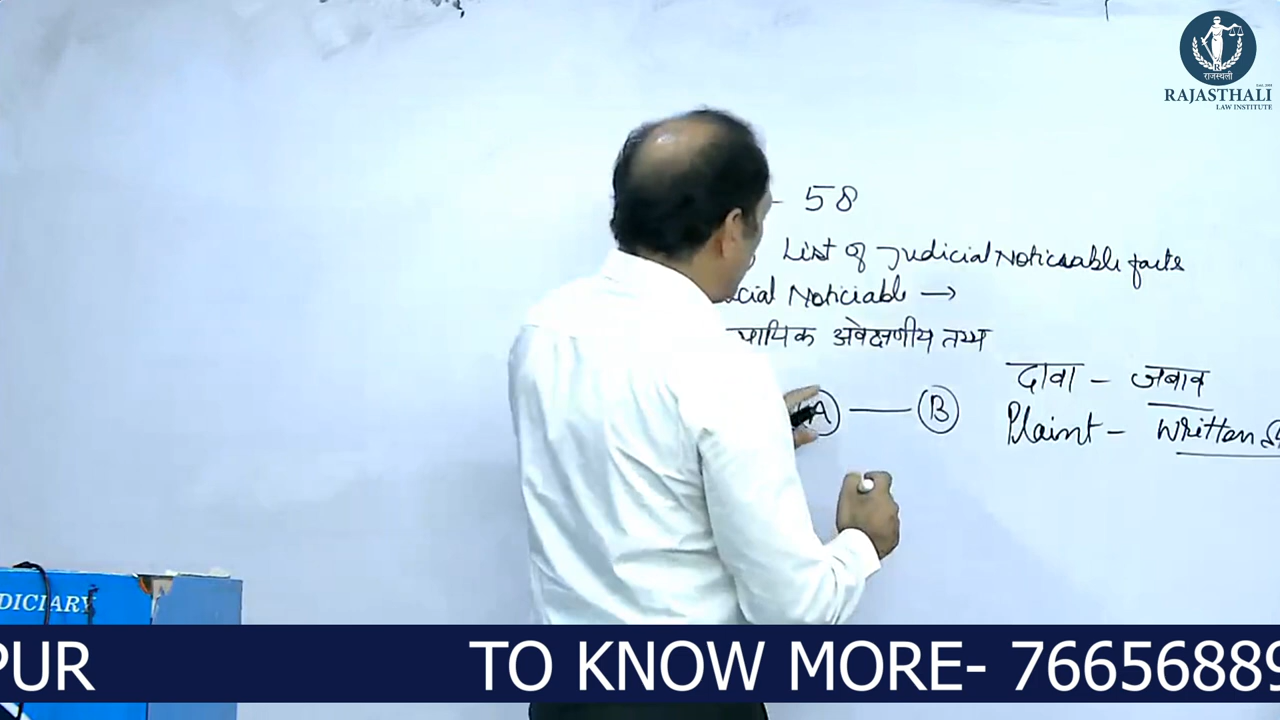 राजस्थली
RAJASTHALI
LAW INSTITUTE
- 58
List of Judicial Noticeable facts
cial Noticiable →
यायिक अवेक्षणीय तथ्य
A — B
दावा - जवाब
Plaint - Written
DICIARY
PUR TO KNOW MORE- 76656889